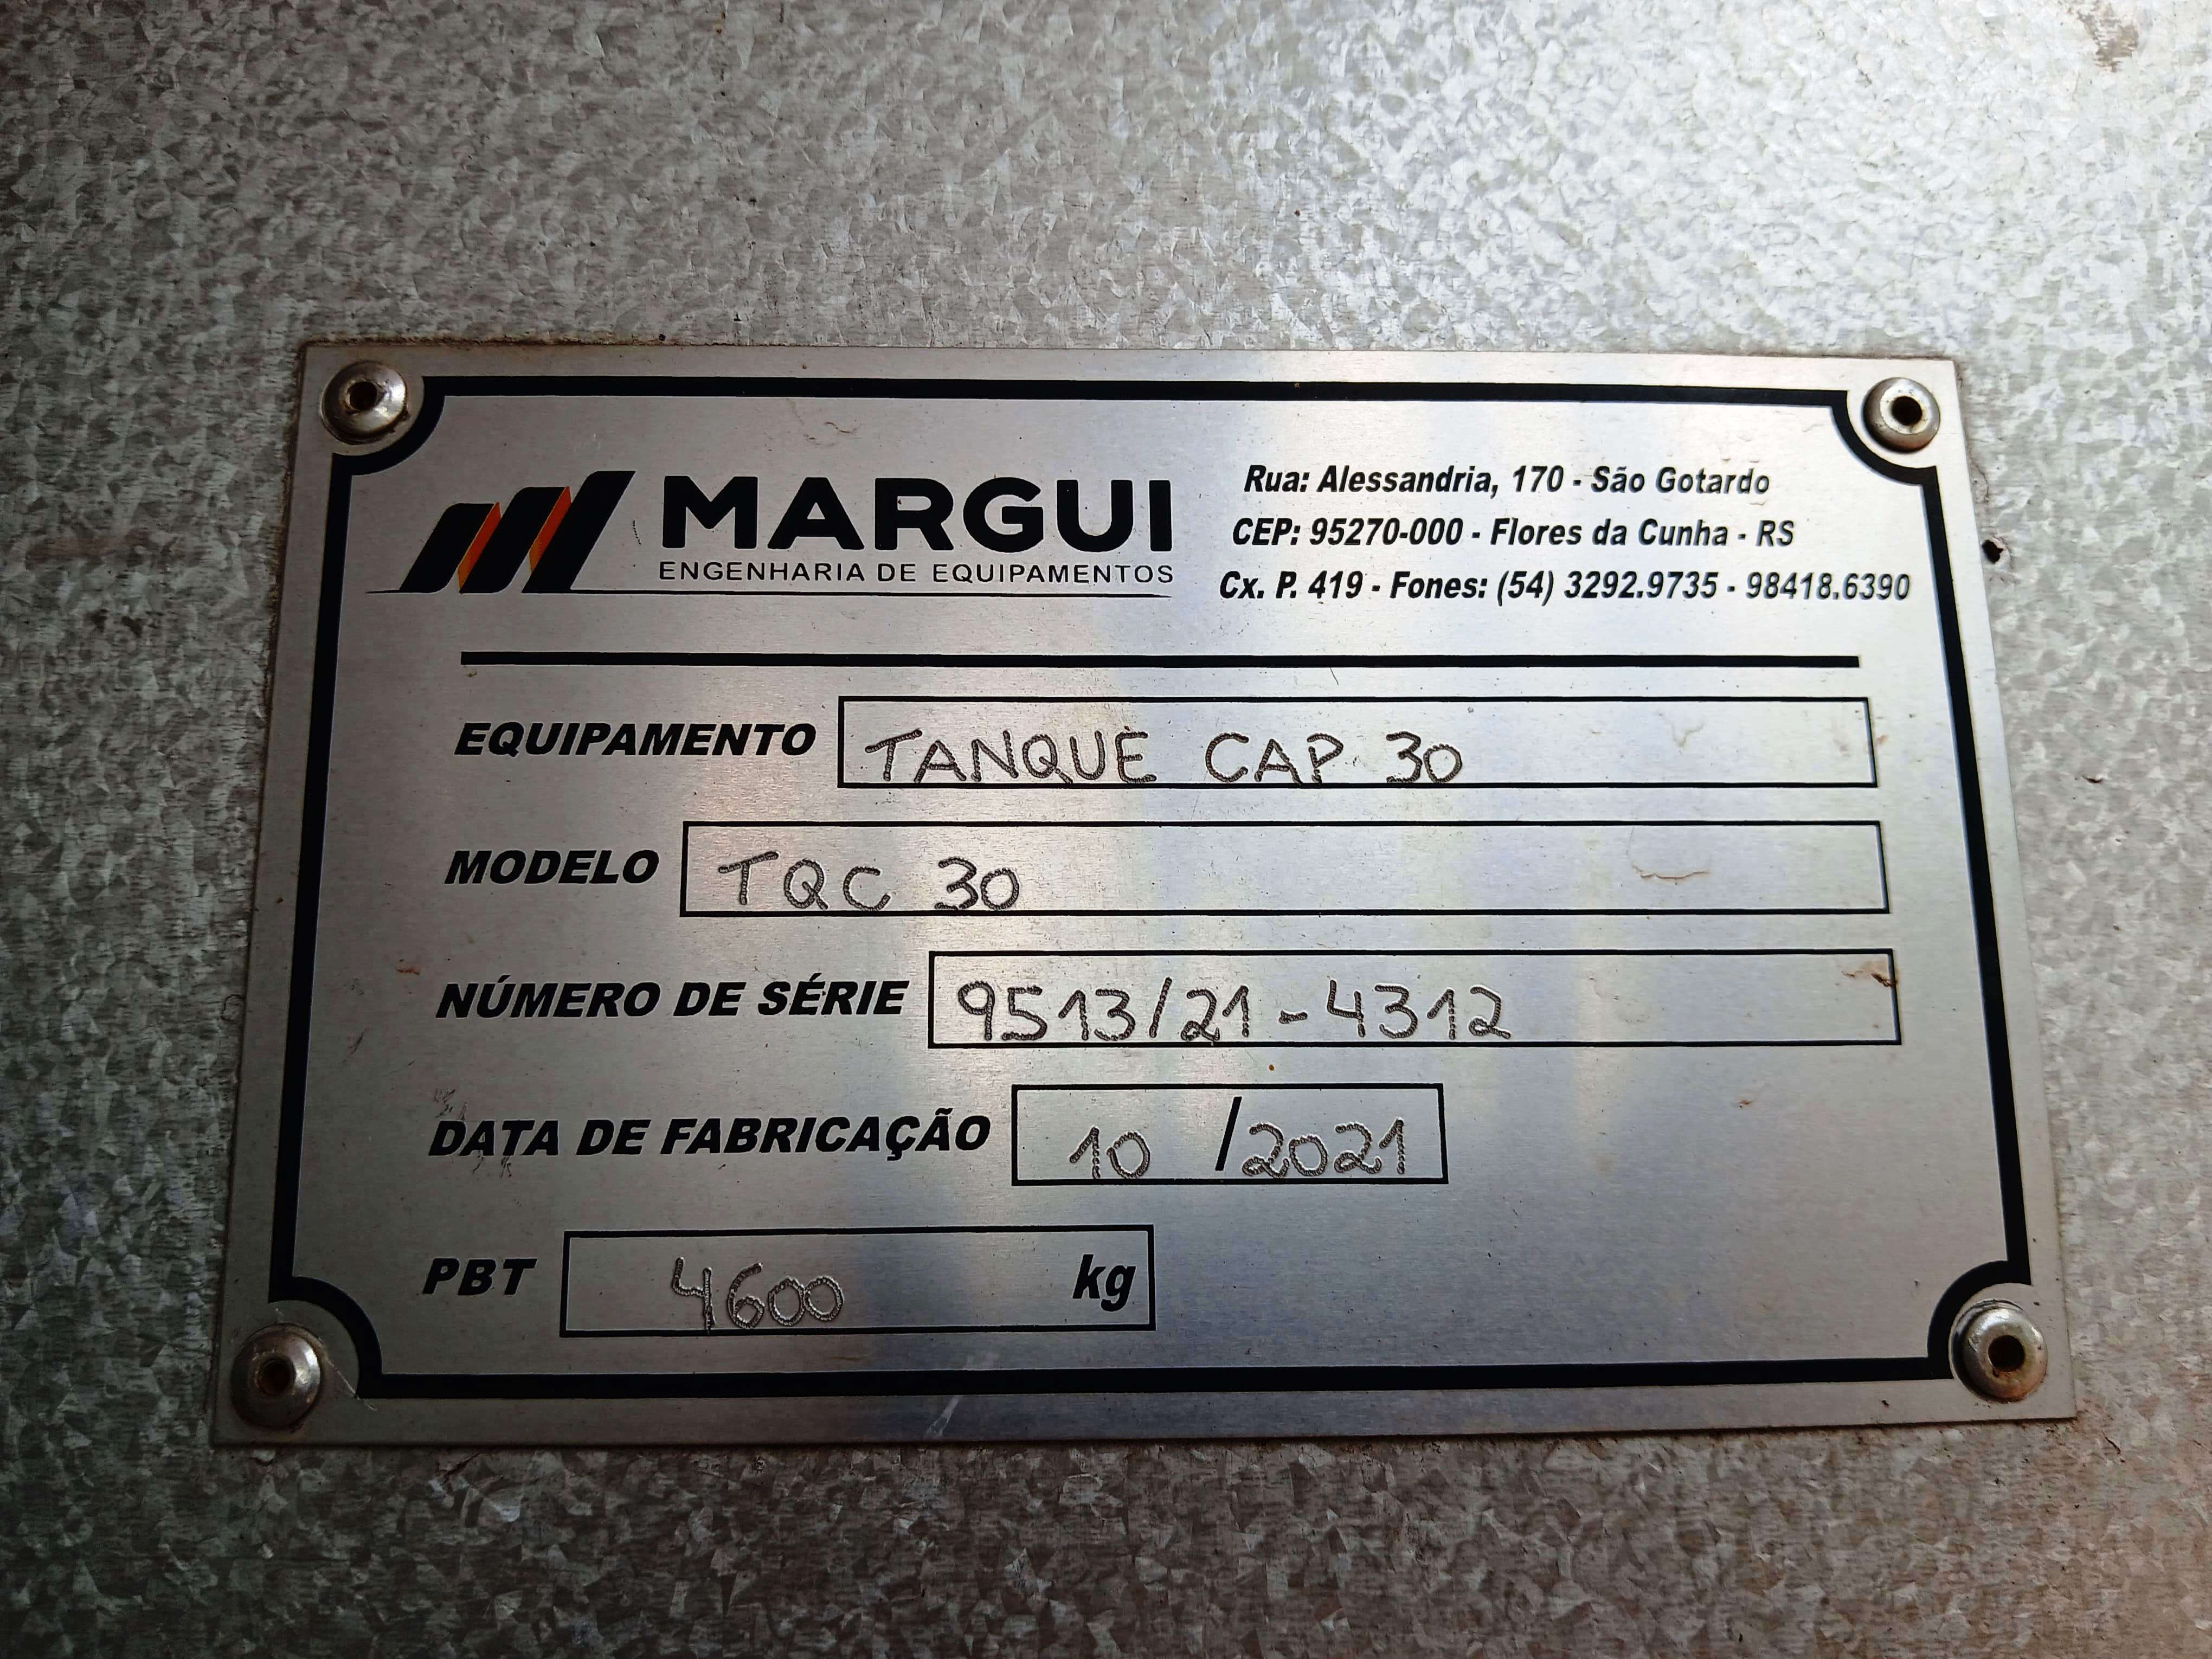 MARGUI
ENGENHARIA DE EQUIPAMENTOS
Rua: Alessandria, 170 - São Gotardo
CEP: 95270-000 - Flores da Cunha - RS
Cx. P. 419 - Fones: (54) 3292.9735 - 98418.6390
EQUIPAMENTO TANQUE CAP 30
MODELO TQC 30
NÚMERO DE SÉRIE 9513/21-4312
DATA DE FABRICAÇÃO 10 /2021
PBT 4600 kg